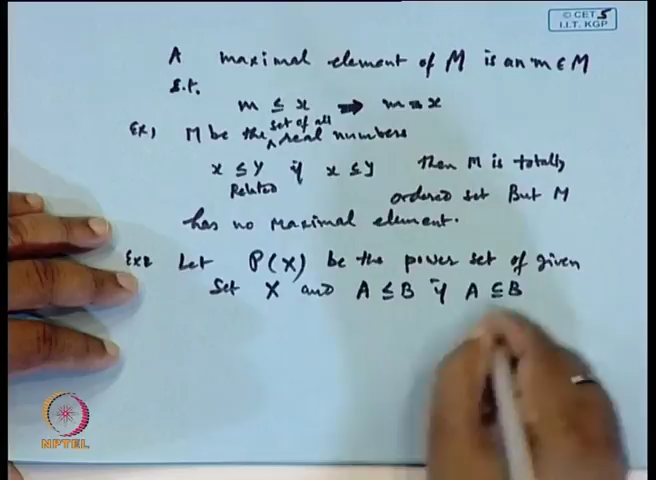 © CET 5
I.I.T. KGP
A maximal element of M is an m ∈ M
s.t.
m ≤ x ⇒ m = x
set of all
Ex1 M be the ^ real numbers
x ≤ y if x ≤ y then M is totally
Related
ordered set But M
has no maximal element.
Ex2 Let P(X) be the power set of given
Set X and A ≤ B if A ⊆ B
NPTEL